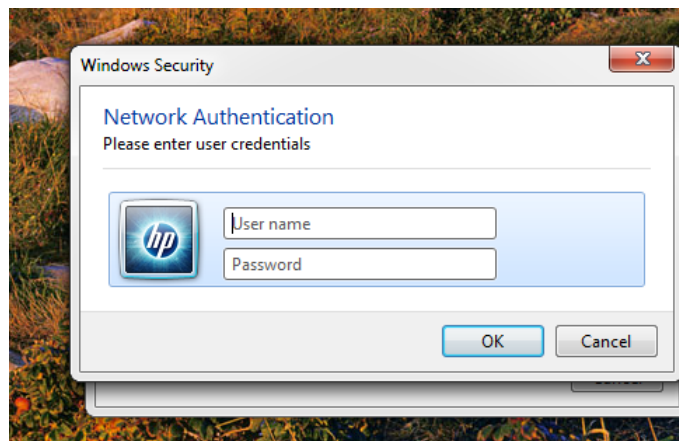 Windows Security
Network Authentication
Please enter user credentials
hp
User name
Password
OK
Cancel